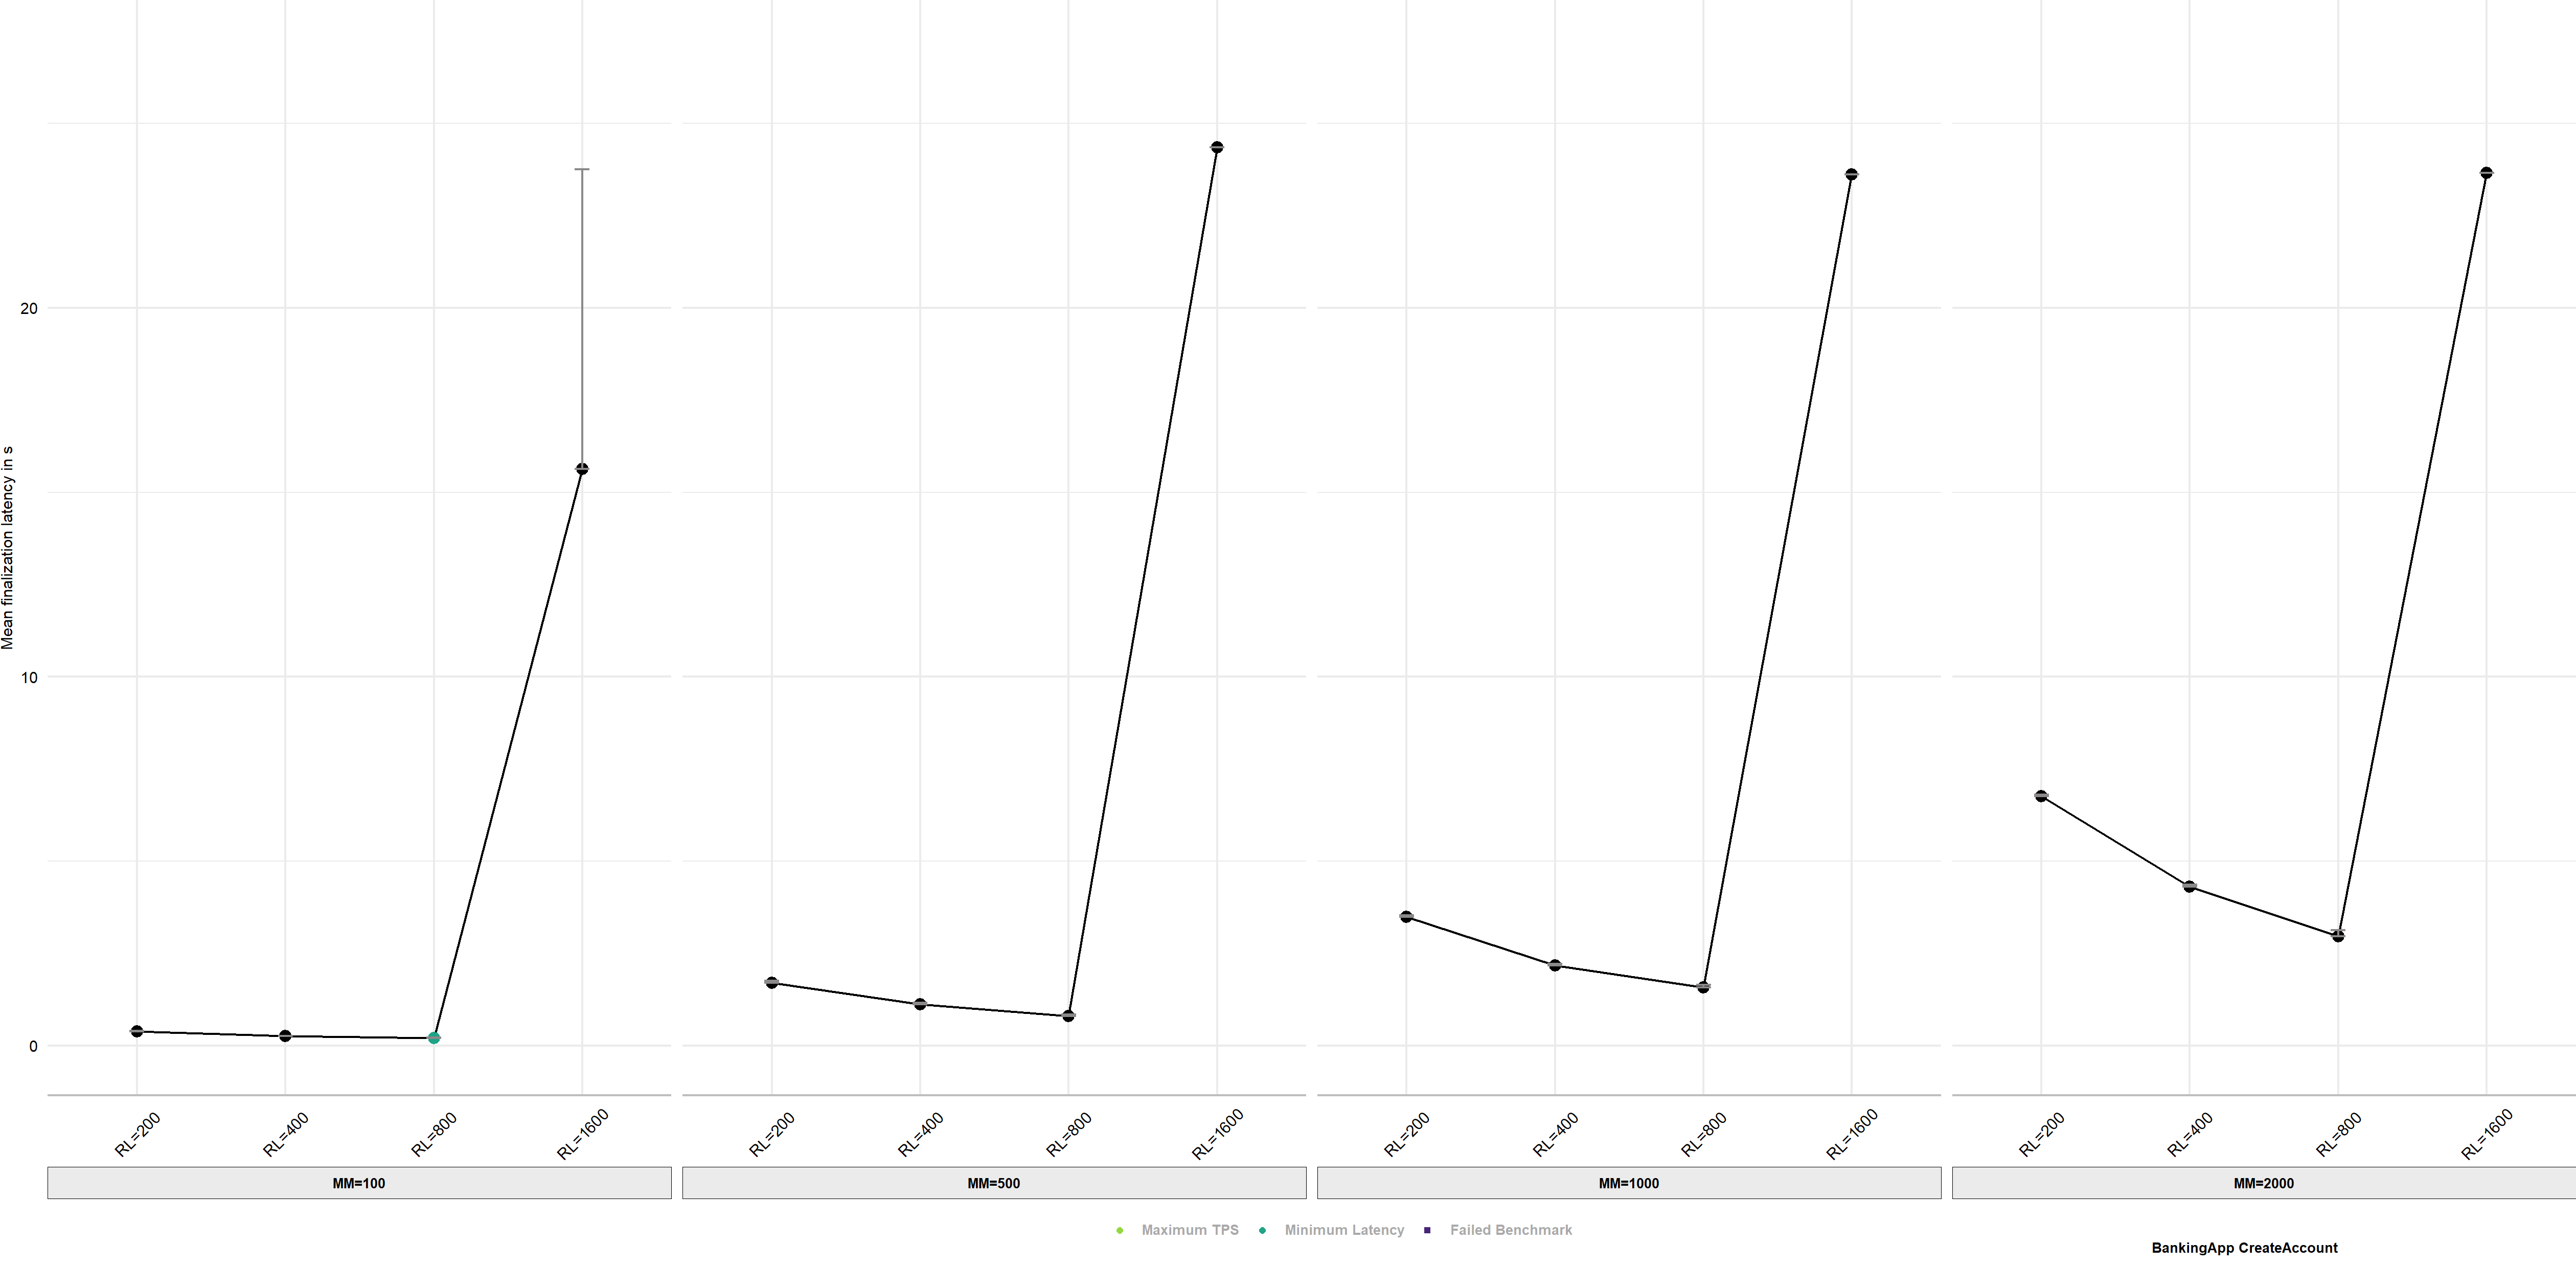 Mean finalization latency in s
20
10
0
RL=200 RL=400 RL=800 RL=1600 RL=200 RL=400 RL=800 RL=1600 RL=200 RL=400 RL=800 RL=1600 RL=200 RL=400 RL=800 RL=1600
MM=100 MM=500 MM=1000 MM=2000
Maximum TPS Minimum Latency Failed Benchmark
BankingApp CreateAccount